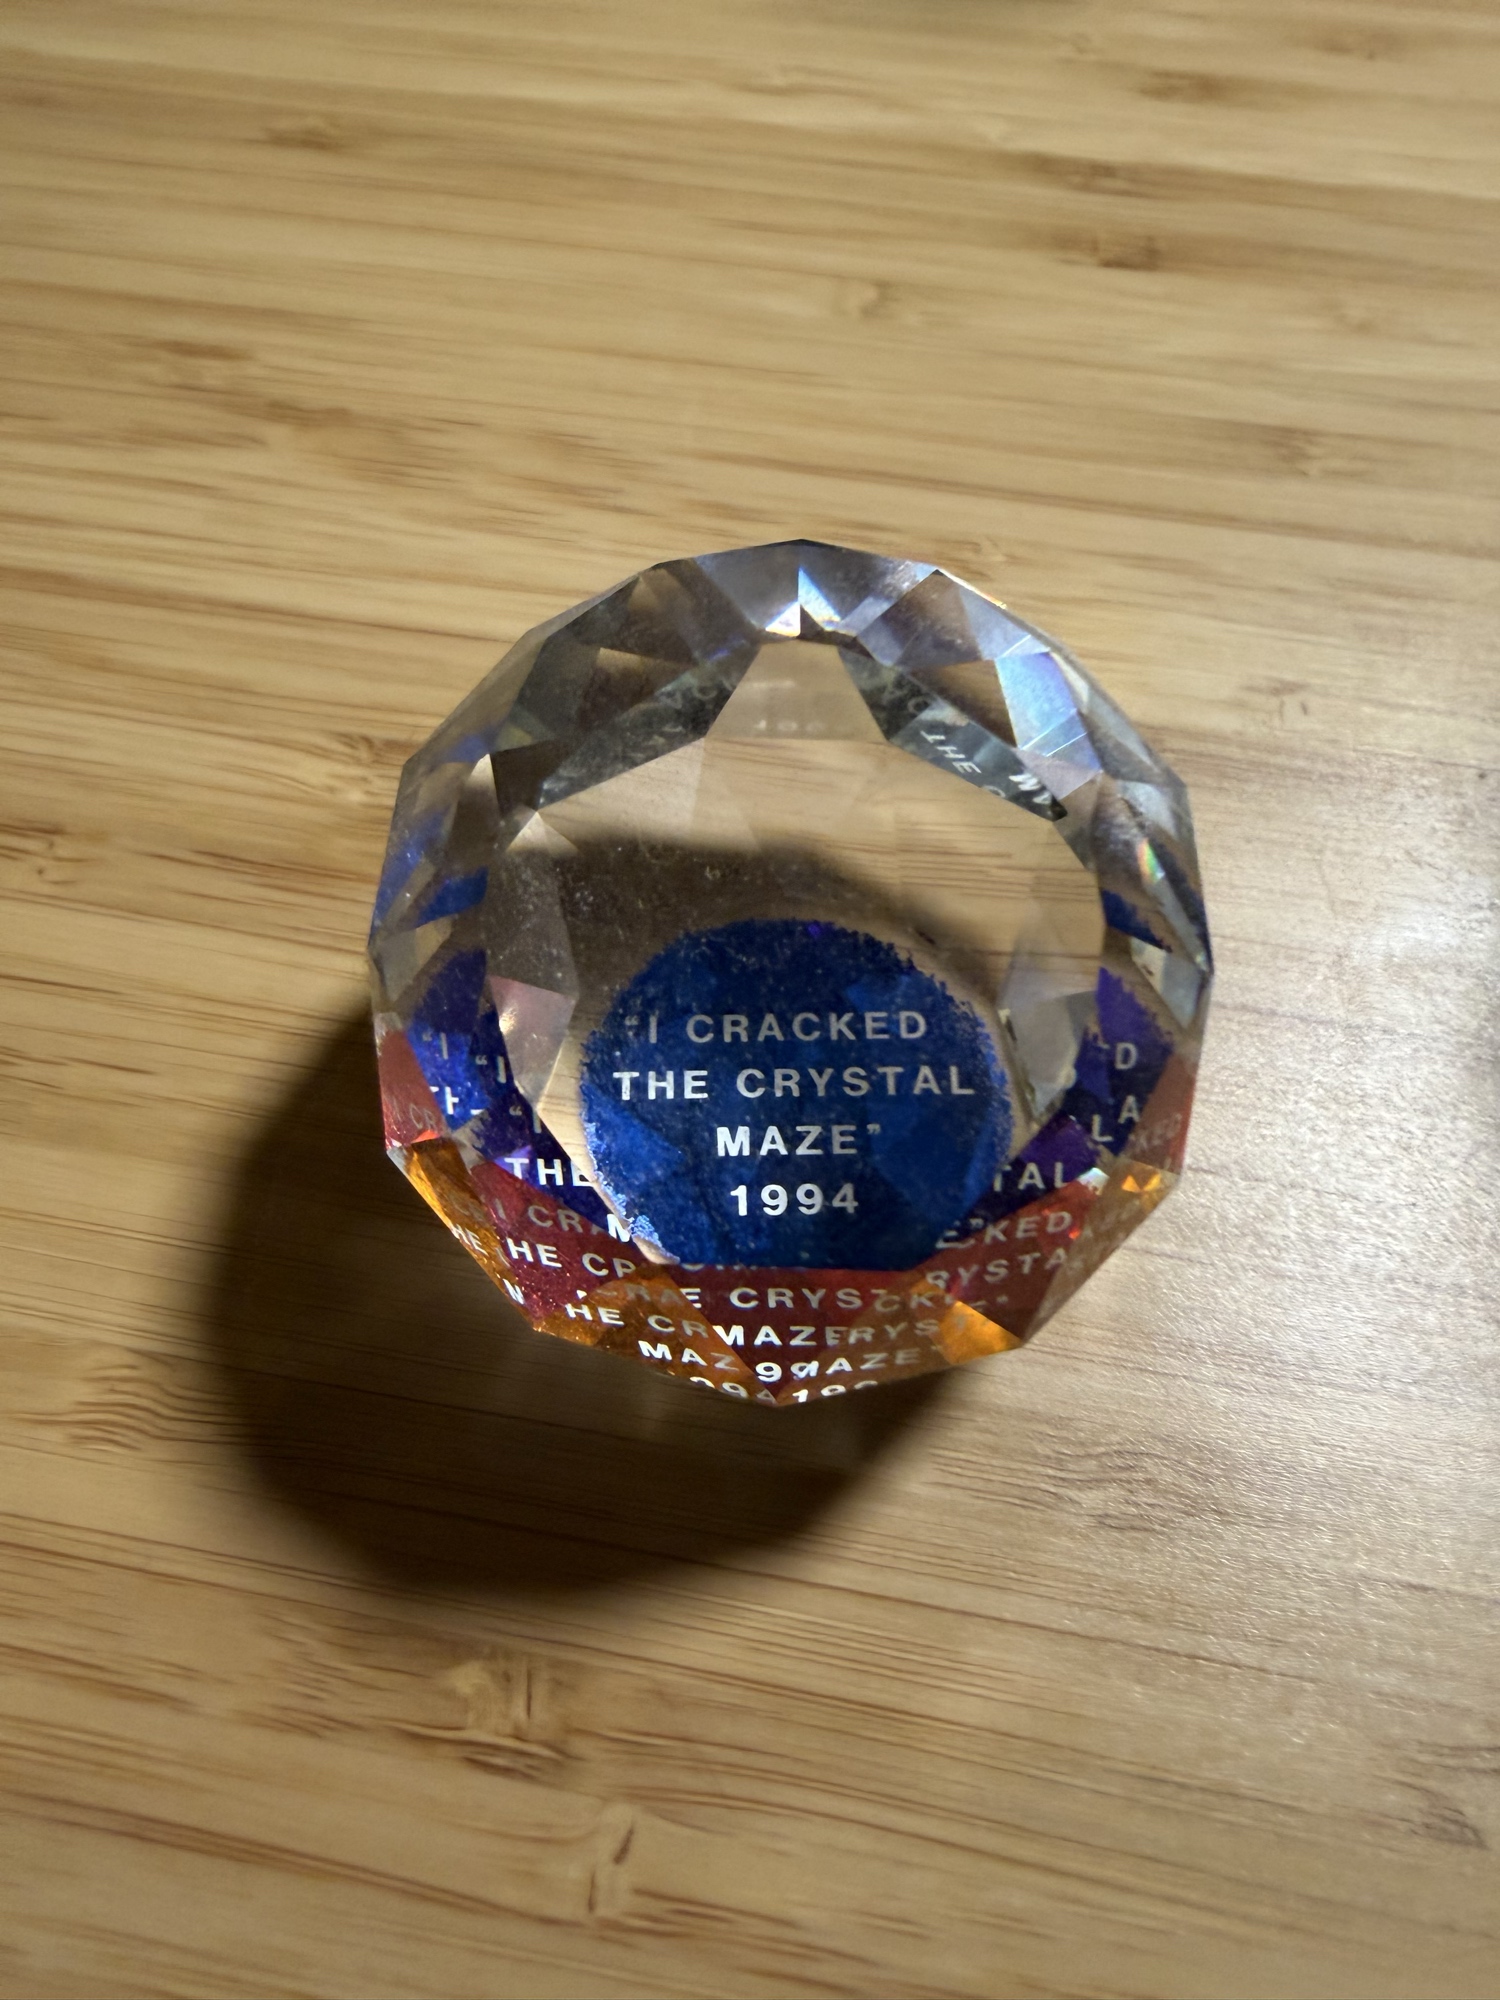 “I CRACKED
THE CRYSTAL
MAZE”
1994